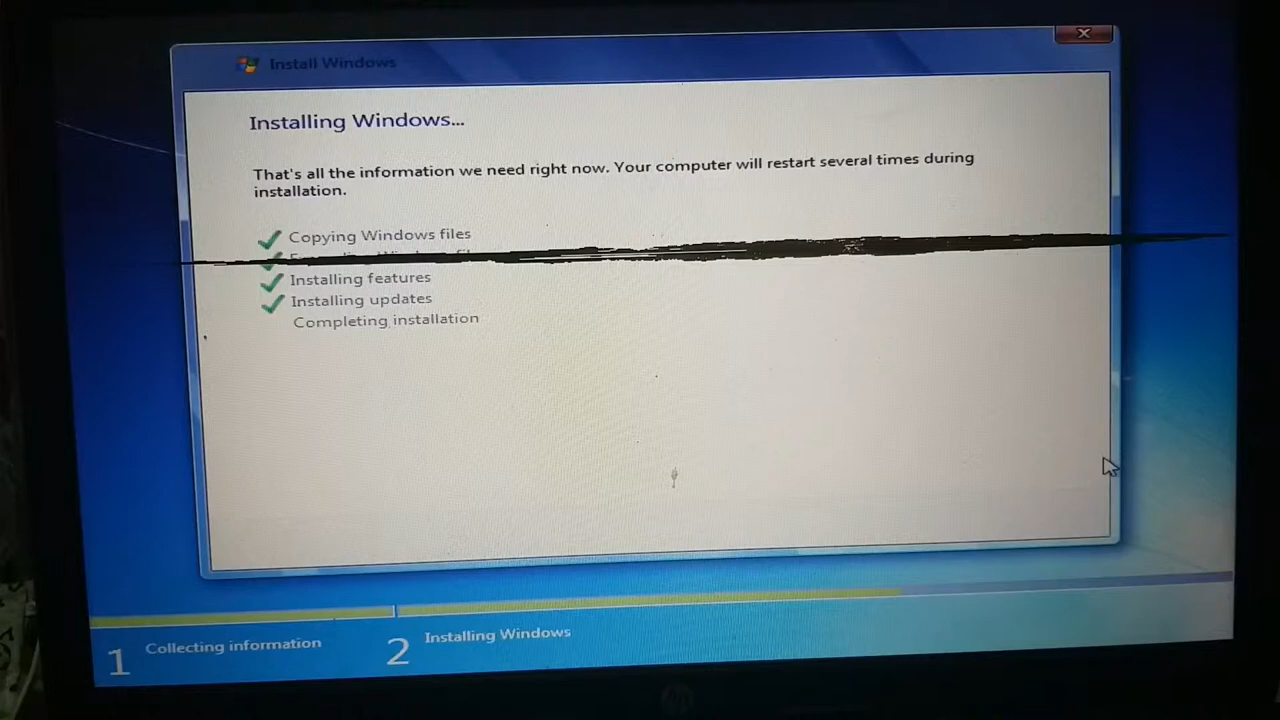 Install Windows
Installing Windows...
That's all the information we need right now. Your computer will restart several times during
installation.
Copying Windows files
Installing features
Installing updates
Completing installation
1 Collecting information
2 Installing Windows